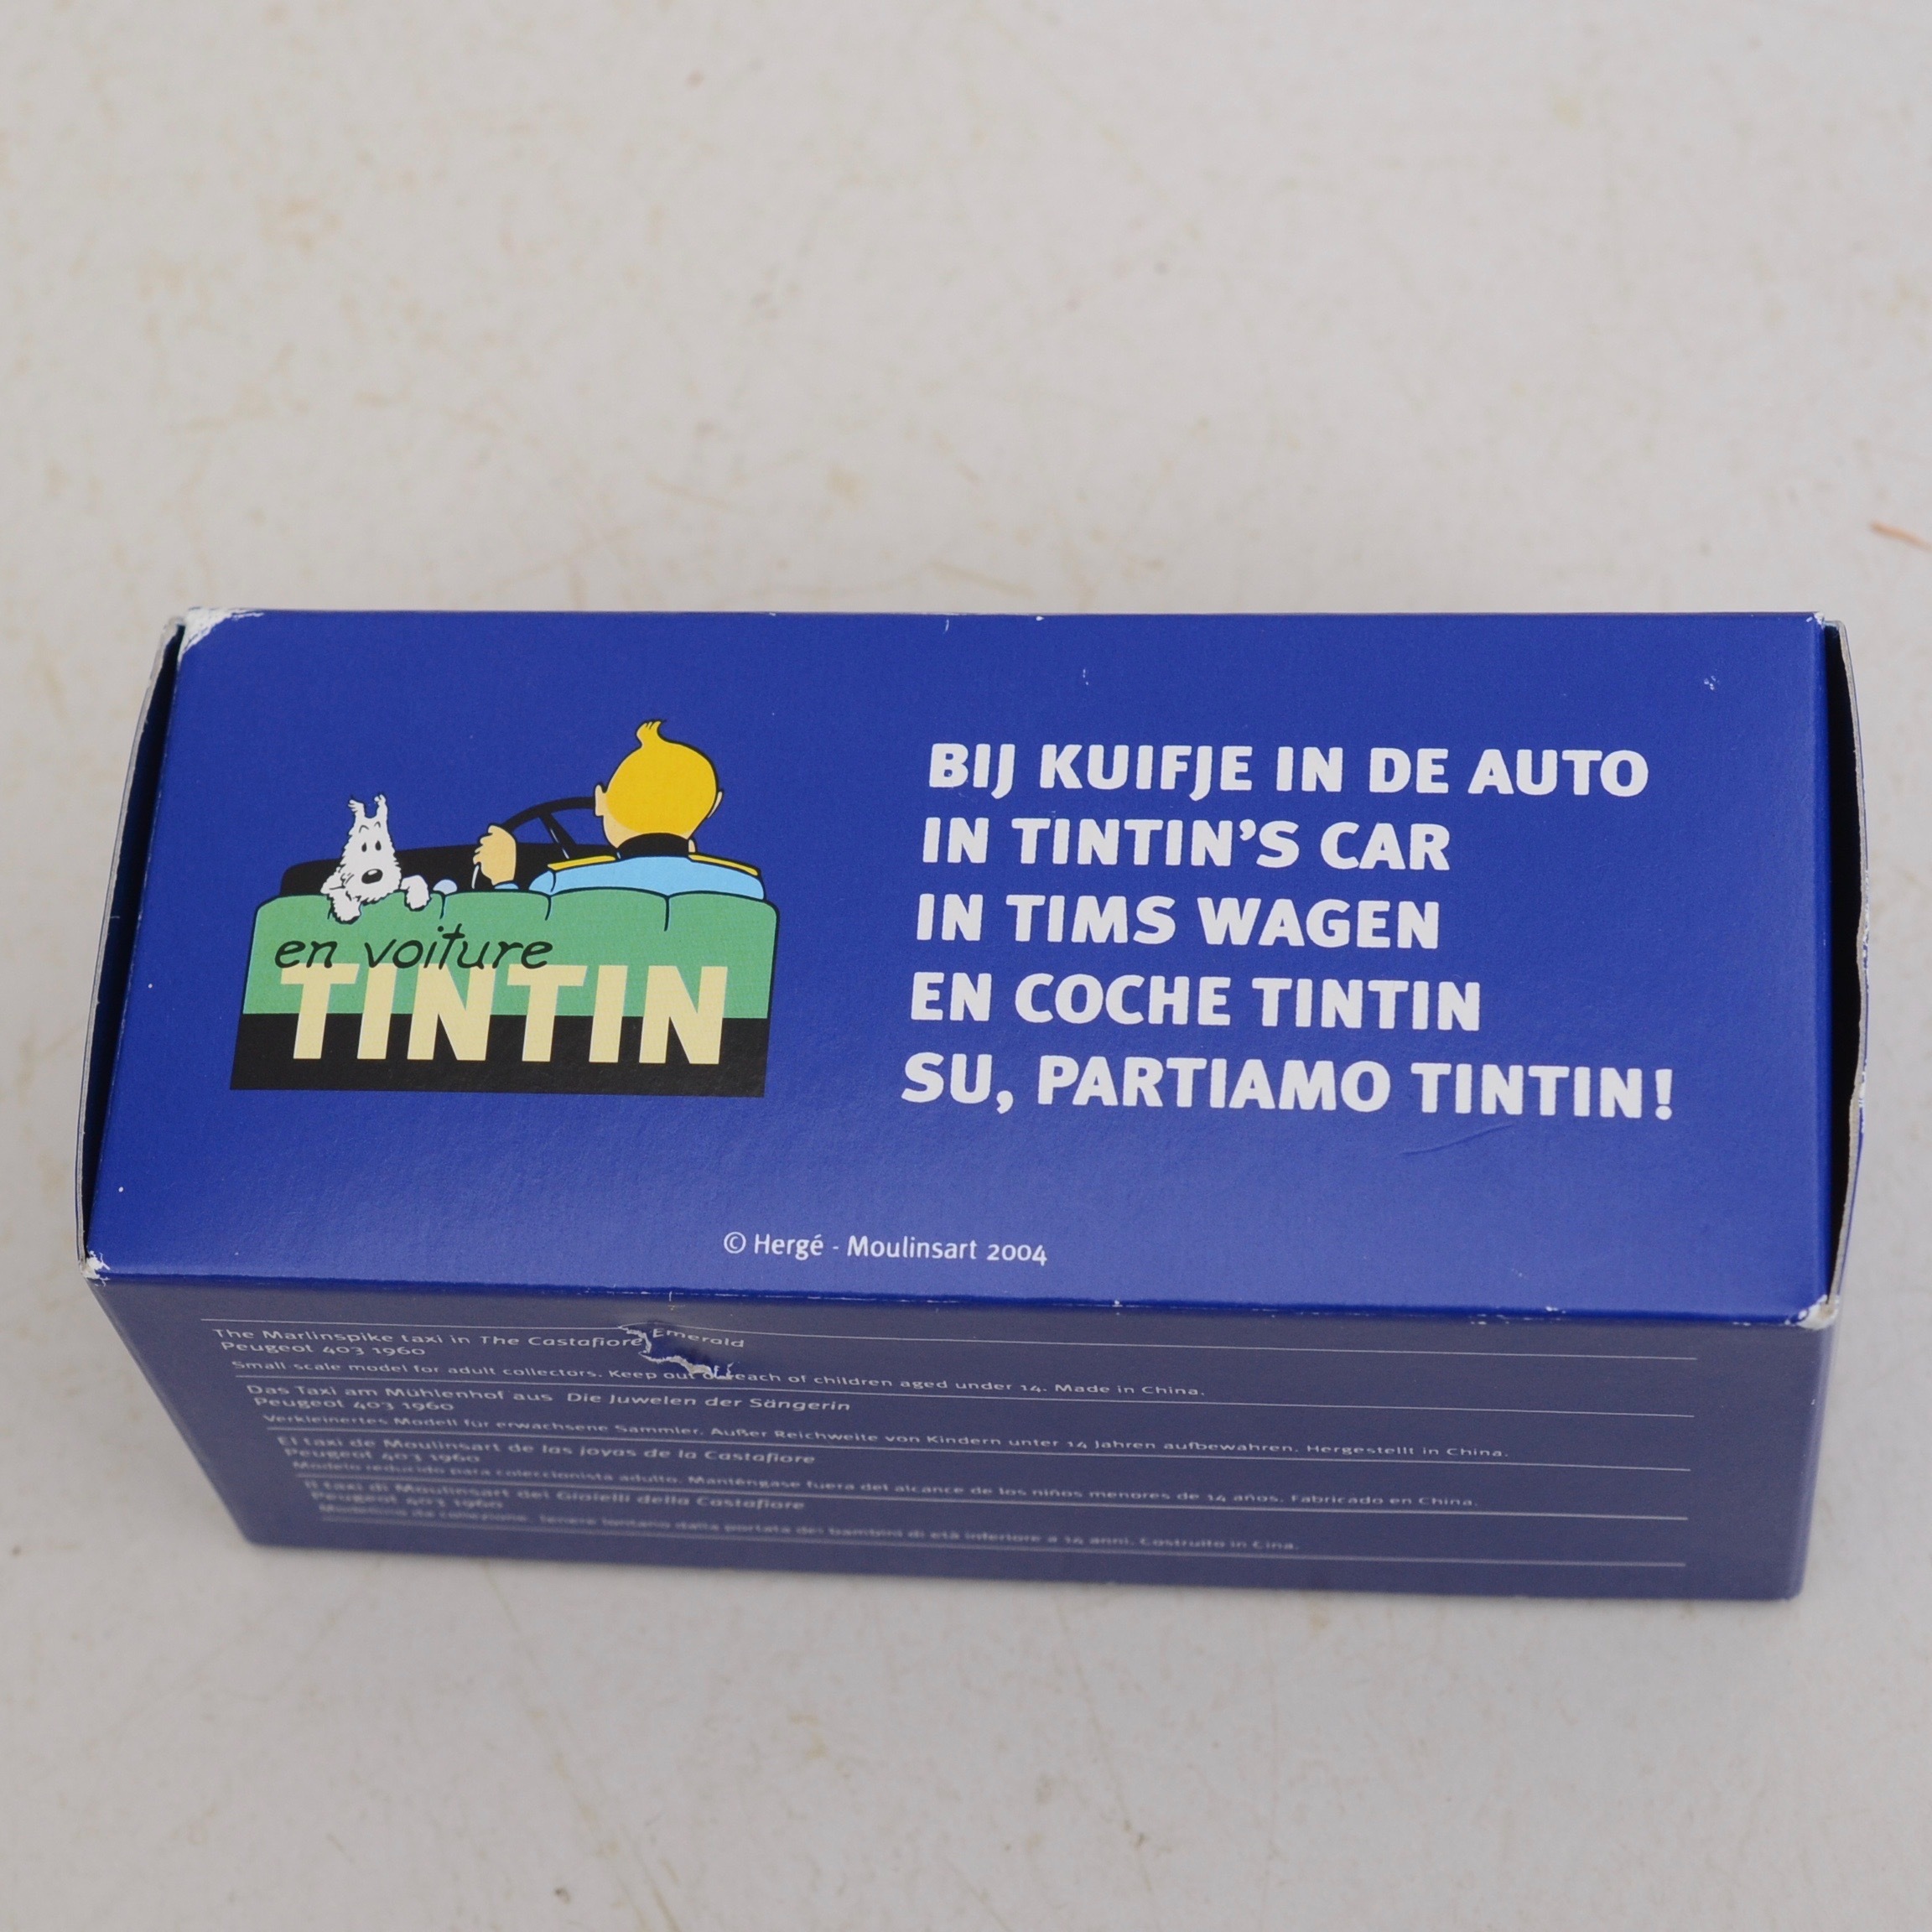 en voiture
TINTIN
BIJ KUIFJE IN DE AUTO
IN TINTIN’S CAR
IN TIMS WAGEN
EN COCHE TINTIN
SU, PARTIAMO TINTIN!
© Hergé - Moulinsart 2004
The Marlinspike taxi in The Castafiore Emerald
Peugeot 403 1960
Small scale model for adult collectors. Keep out of reach of children aged under 14. Made in China.
Das Taxi am Mühlenhof aus Die Juwelen der Sängerin
Peugeot 403 1960
Verkleinertes Modell für erwachsene Sammler. Außer Reichweite von Kindern unter 14 Jahren aufbewahren. Hergestellt in China.
El taxi de Moulinsart de las joyas de la Castafiore
Peugeot 403 1960
Modelo reducido para coleccionista adulto. Manténgase fuera del alcance de los niños menores de 14 años. Fabricado en China.
Il taxi di Moulinsart dei Gioielli della Castafiore
Peugeot 403 1960
Modellino da collezione. Tenere lontano dalla portata dei bambini di età inferiore a 14 anni. Costruito in Cina.